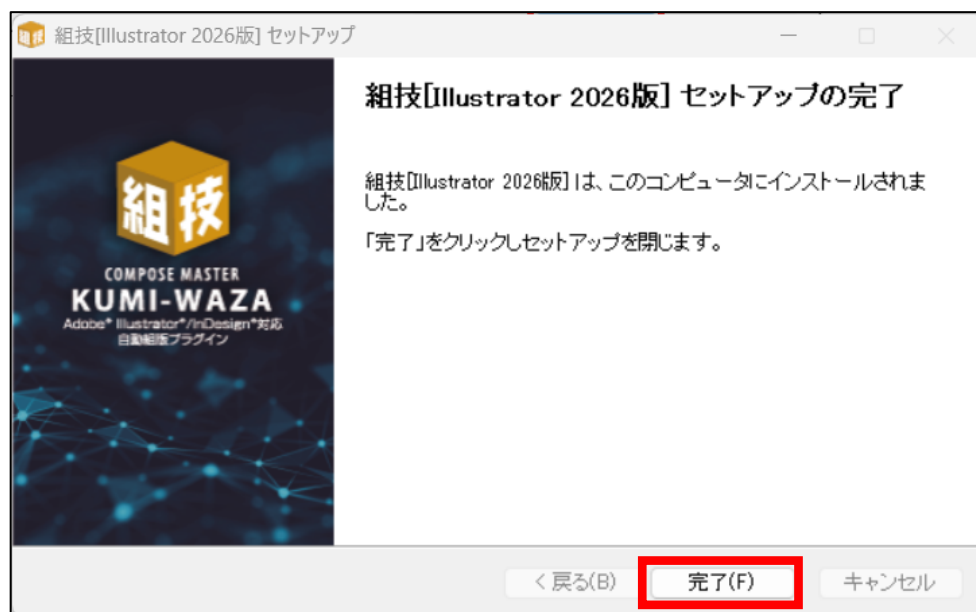 組技[Illustrator 2026版] セットアップ
組技[Illustrator 2026版] セットアップの完了
組技[Illustrator 2026版]は、このコンピュータにインストールされま
した。
「完了」をクリックしセットアップを閉じます。
組技
COMPOSE MASTER
KUMI-WAZA
Adobe* Illustrator*/InDesign*対応
自動組版プラグイン
< 戻る(B)
完了(F)
キャンセル